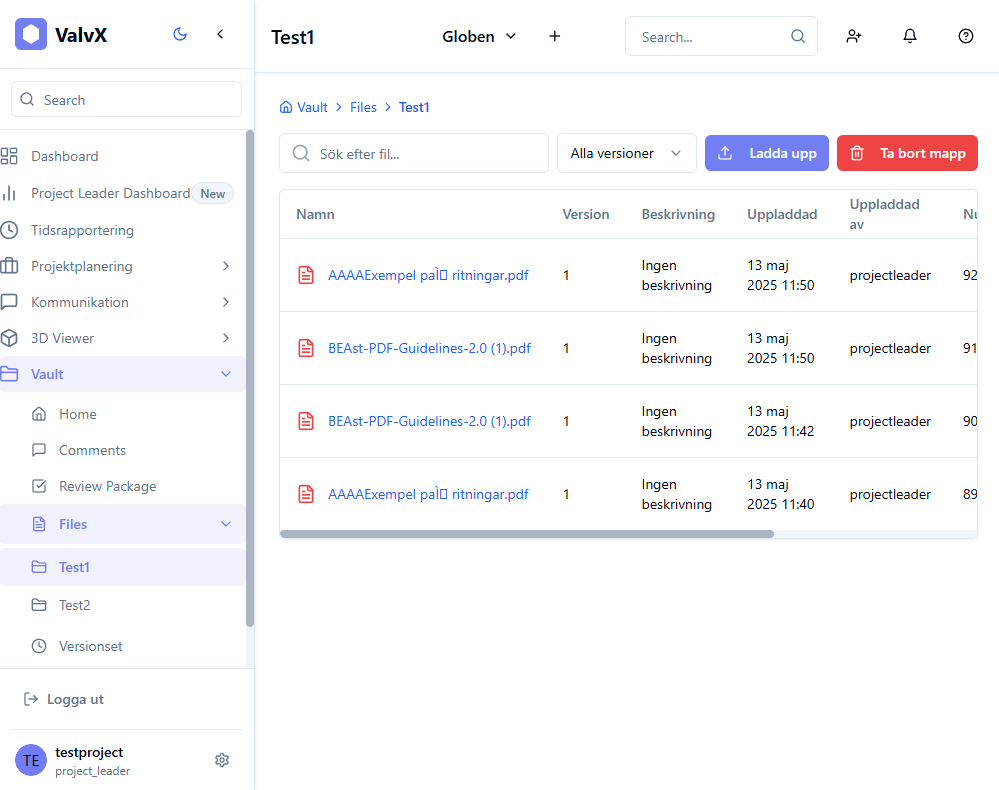 ValvX
Search
Dashboard
Project Leader Dashboard New
Tidsrapportering
Projektplanering
Kommunikation
3D Viewer
Vault
Home
Comments
Review Package
Files
Test1
Test2
Versionset
Logga ut
TE
testproject
project_leader
Test1
Globen
Search...
Vault > Files > Test1
Sök efter fil...
Alla versioner
Ladda upp
Ta bort mapp
Namn Version Beskrivning Uppladdad Uppladdad av
AAAAExempel paÌ ritningar.pdf 1 Ingen beskrivning 13 maj 2025 11:50 projectleader 92
BEAst-PDF-Guidelines-2.0 (1).pdf 1 Ingen beskrivning 13 maj 2025 11:50 projectleader 91
BEAst-PDF-Guidelines-2.0 (1).pdf 1 Ingen beskrivning 13 maj 2025 11:42 projectleader 90
AAAAExempel paÌ ritningar.pdf 1 Ingen beskrivning 13 maj 2025 11:40 projectleader 89